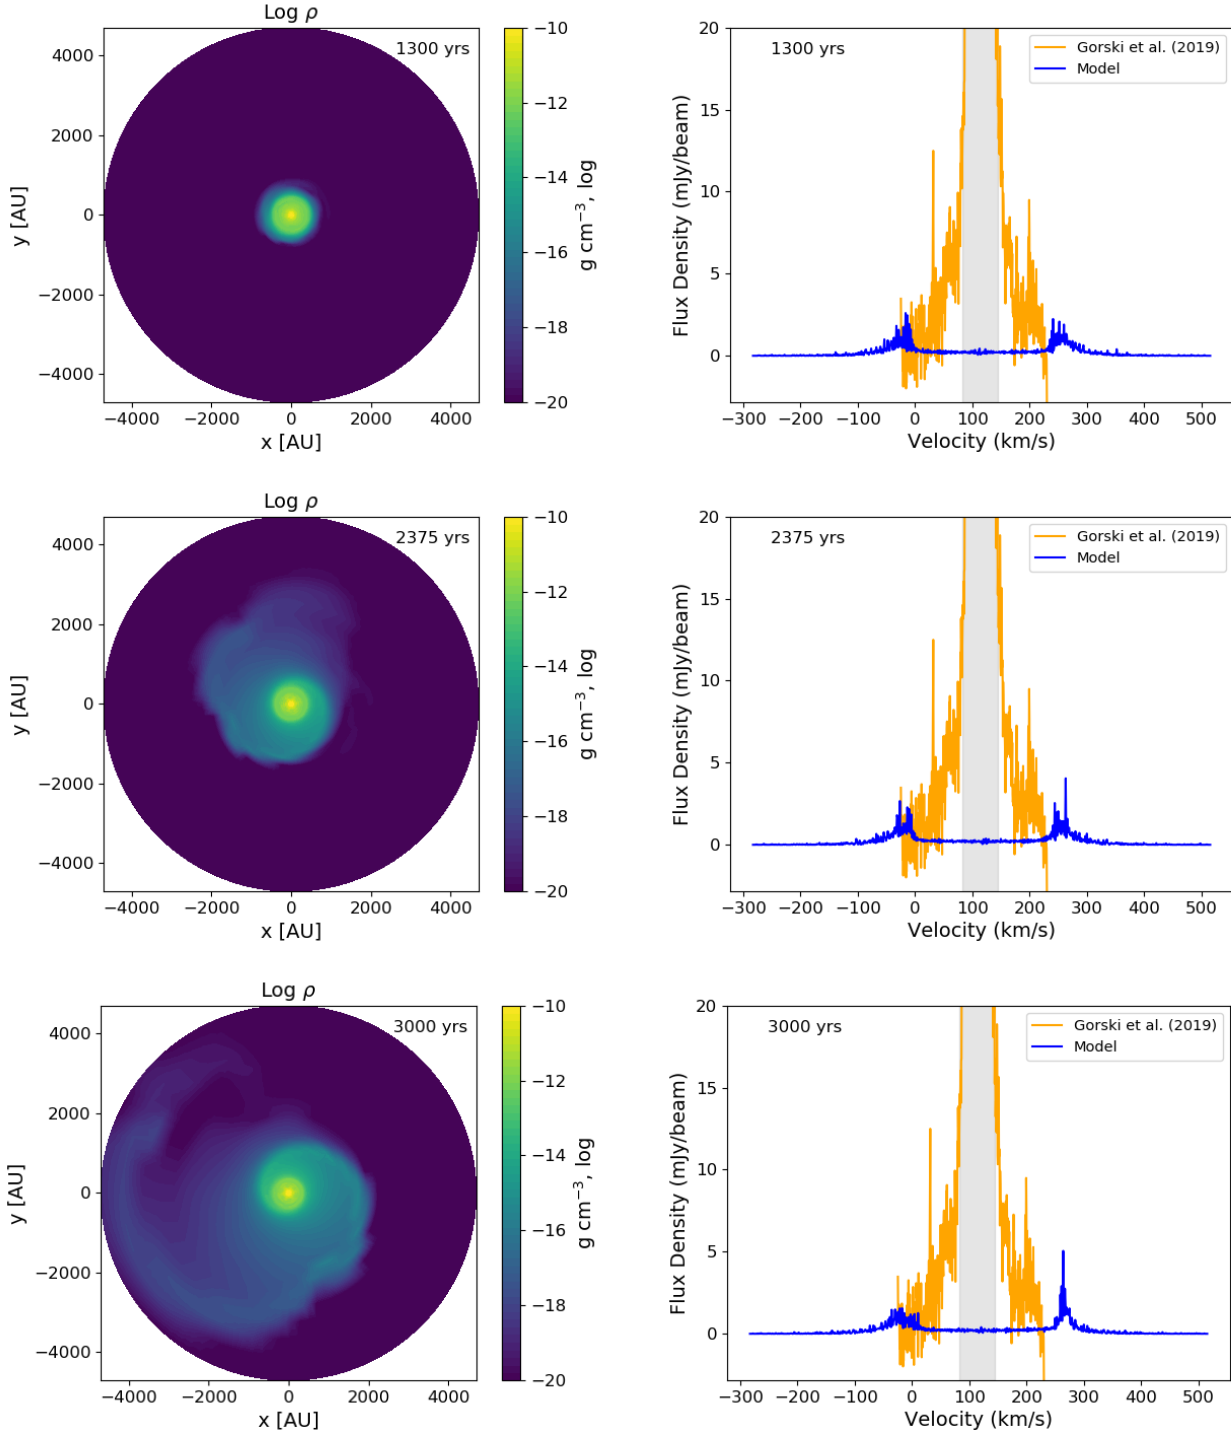 Log ρ
1300 yrs
4000
2000
0
−2000
−4000
y [AU]
−4000 −2000 0 2000 4000
x [AU]
−10
−12
−14
−16
−18
−20
g cm⁻³, log
1300 yrs
Gorski et al. (2019)
Model
20
15
10
5
0
Flux Density (mJy/beam)
−300 −200 −100 0 100 200 300 400 500
Velocity (km/s)
Log ρ
2375 yrs
4000
2000
0
−2000
−4000
y [AU]
−4000 −2000 0 2000 4000
x [AU]
−10
−12
−14
−16
−18
−20
g cm⁻³, log
2375 yrs
Gorski et al. (2019)
Model
20
15
10
5
0
Flux Density (mJy/beam)
−300 −200 −100 0 100 200 300 400 500
Velocity (km/s)
Log ρ
3000 yrs
4000
2000
0
−2000
−4000
y [AU]
−4000 −2000 0 2000 4000
x [AU]
−10
−12
−14
−16
−18
−20
g cm⁻³, log
3000 yrs
Gorski et al. (2019)
Model
20
15
10
5
0
Flux Density (mJy/beam)
−300 −200 −100 0 100 200 300 400 500
Velocity (km/s)